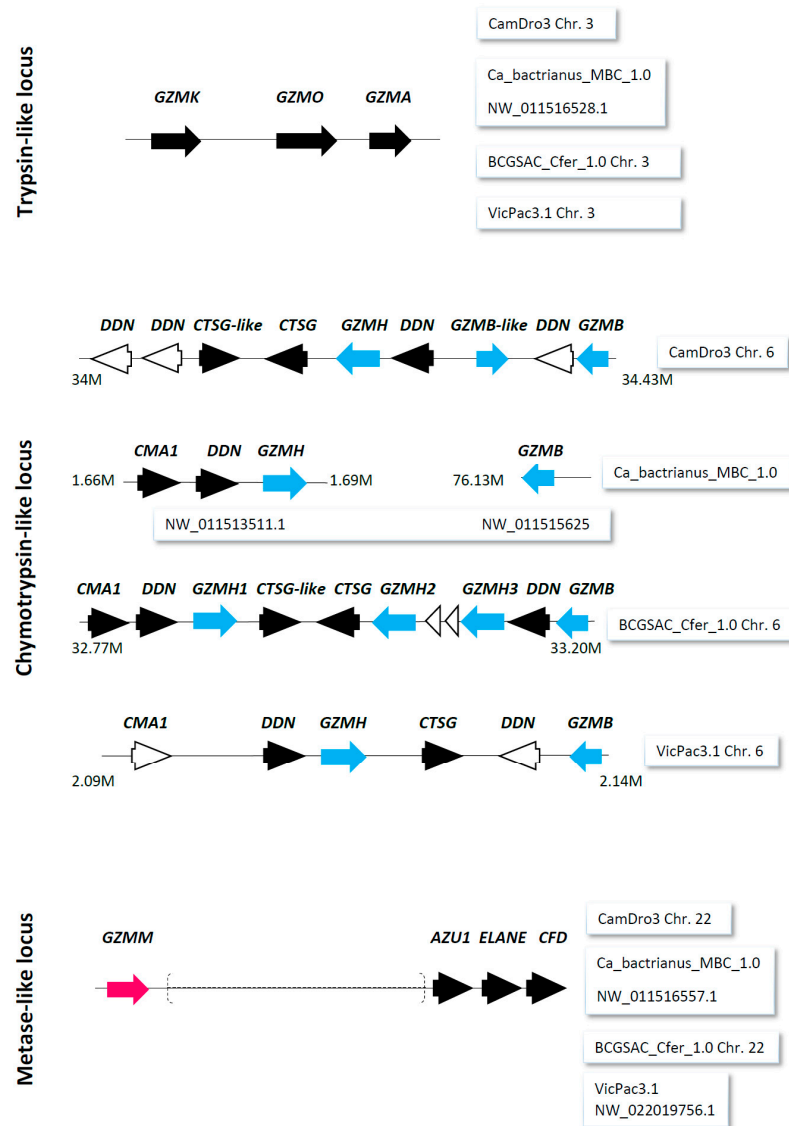 Trypsin-like locus
GZMK GZMO GZMA
CamDro3 Chr. 3
Ca_bactrianus_MBC_1.0
NW_011516528.1
BCGSAC_Cfer_1.0 Chr. 3
VicPac3.1 Chr. 3
Chymotrypsin-like locus
DDN DDN CTSG-like CTSG GZMH DDN GZMB-like DDN GZMB
CamDro3 Chr. 6
34M 34.43M
CMA1 DDN GZMH GZMB
1.66M 1.69M 76.13M Ca_bactrianus_MBC_1.0
NW_011513511.1 NW_011515625
CMA1 DDN GZMH1 CTSG-like CTSG GZMH2 GZMH3 DDN GZMB
BCGSAC_Cfer_1.0 Chr. 6
32.77M 33.20M
CMA1 DDN GZMH CTSG DDN GZMB
VicPac3.1 Chr. 6
2.09M 2.14M
Metase-like locus
GZMM AZU1 ELANE CFD
CamDro3 Chr. 22
Ca_bactrianus_MBC_1.0
NW_011516557.1
BCGSAC_Cfer_1.0 Chr. 22
VicPac3.1
NW_022019756.1